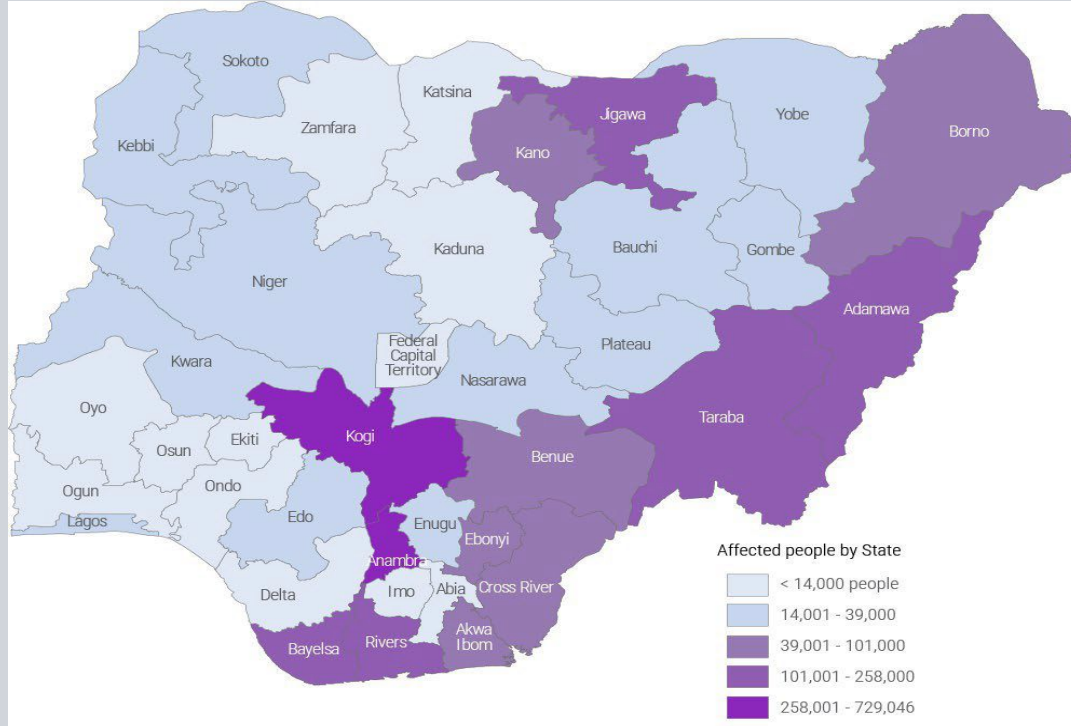 Sokoto
Katsina
Zamfara
Jigawa
Yobe
Borno
Kebbi
Kano
Kaduna
Bauchi
Gombe
Niger
Adamawa
Federal
Capital
Territory
Plateau
Kwara
Nasarawa
Oyo
Taraba
Kogi
Ekiti
Osun
Benue
Ondo
Ogun
Lagos
Edo
Enugu
Ebonyi
Anambra
Cross River
Delta
Imo
Abia
Akwa
Ibom
Rivers
Bayelsa
Affected people by State
< 14,000 people
14,001 - 39,000
39,001 - 101,000
101,001 - 258,000
258,001 - 729,046